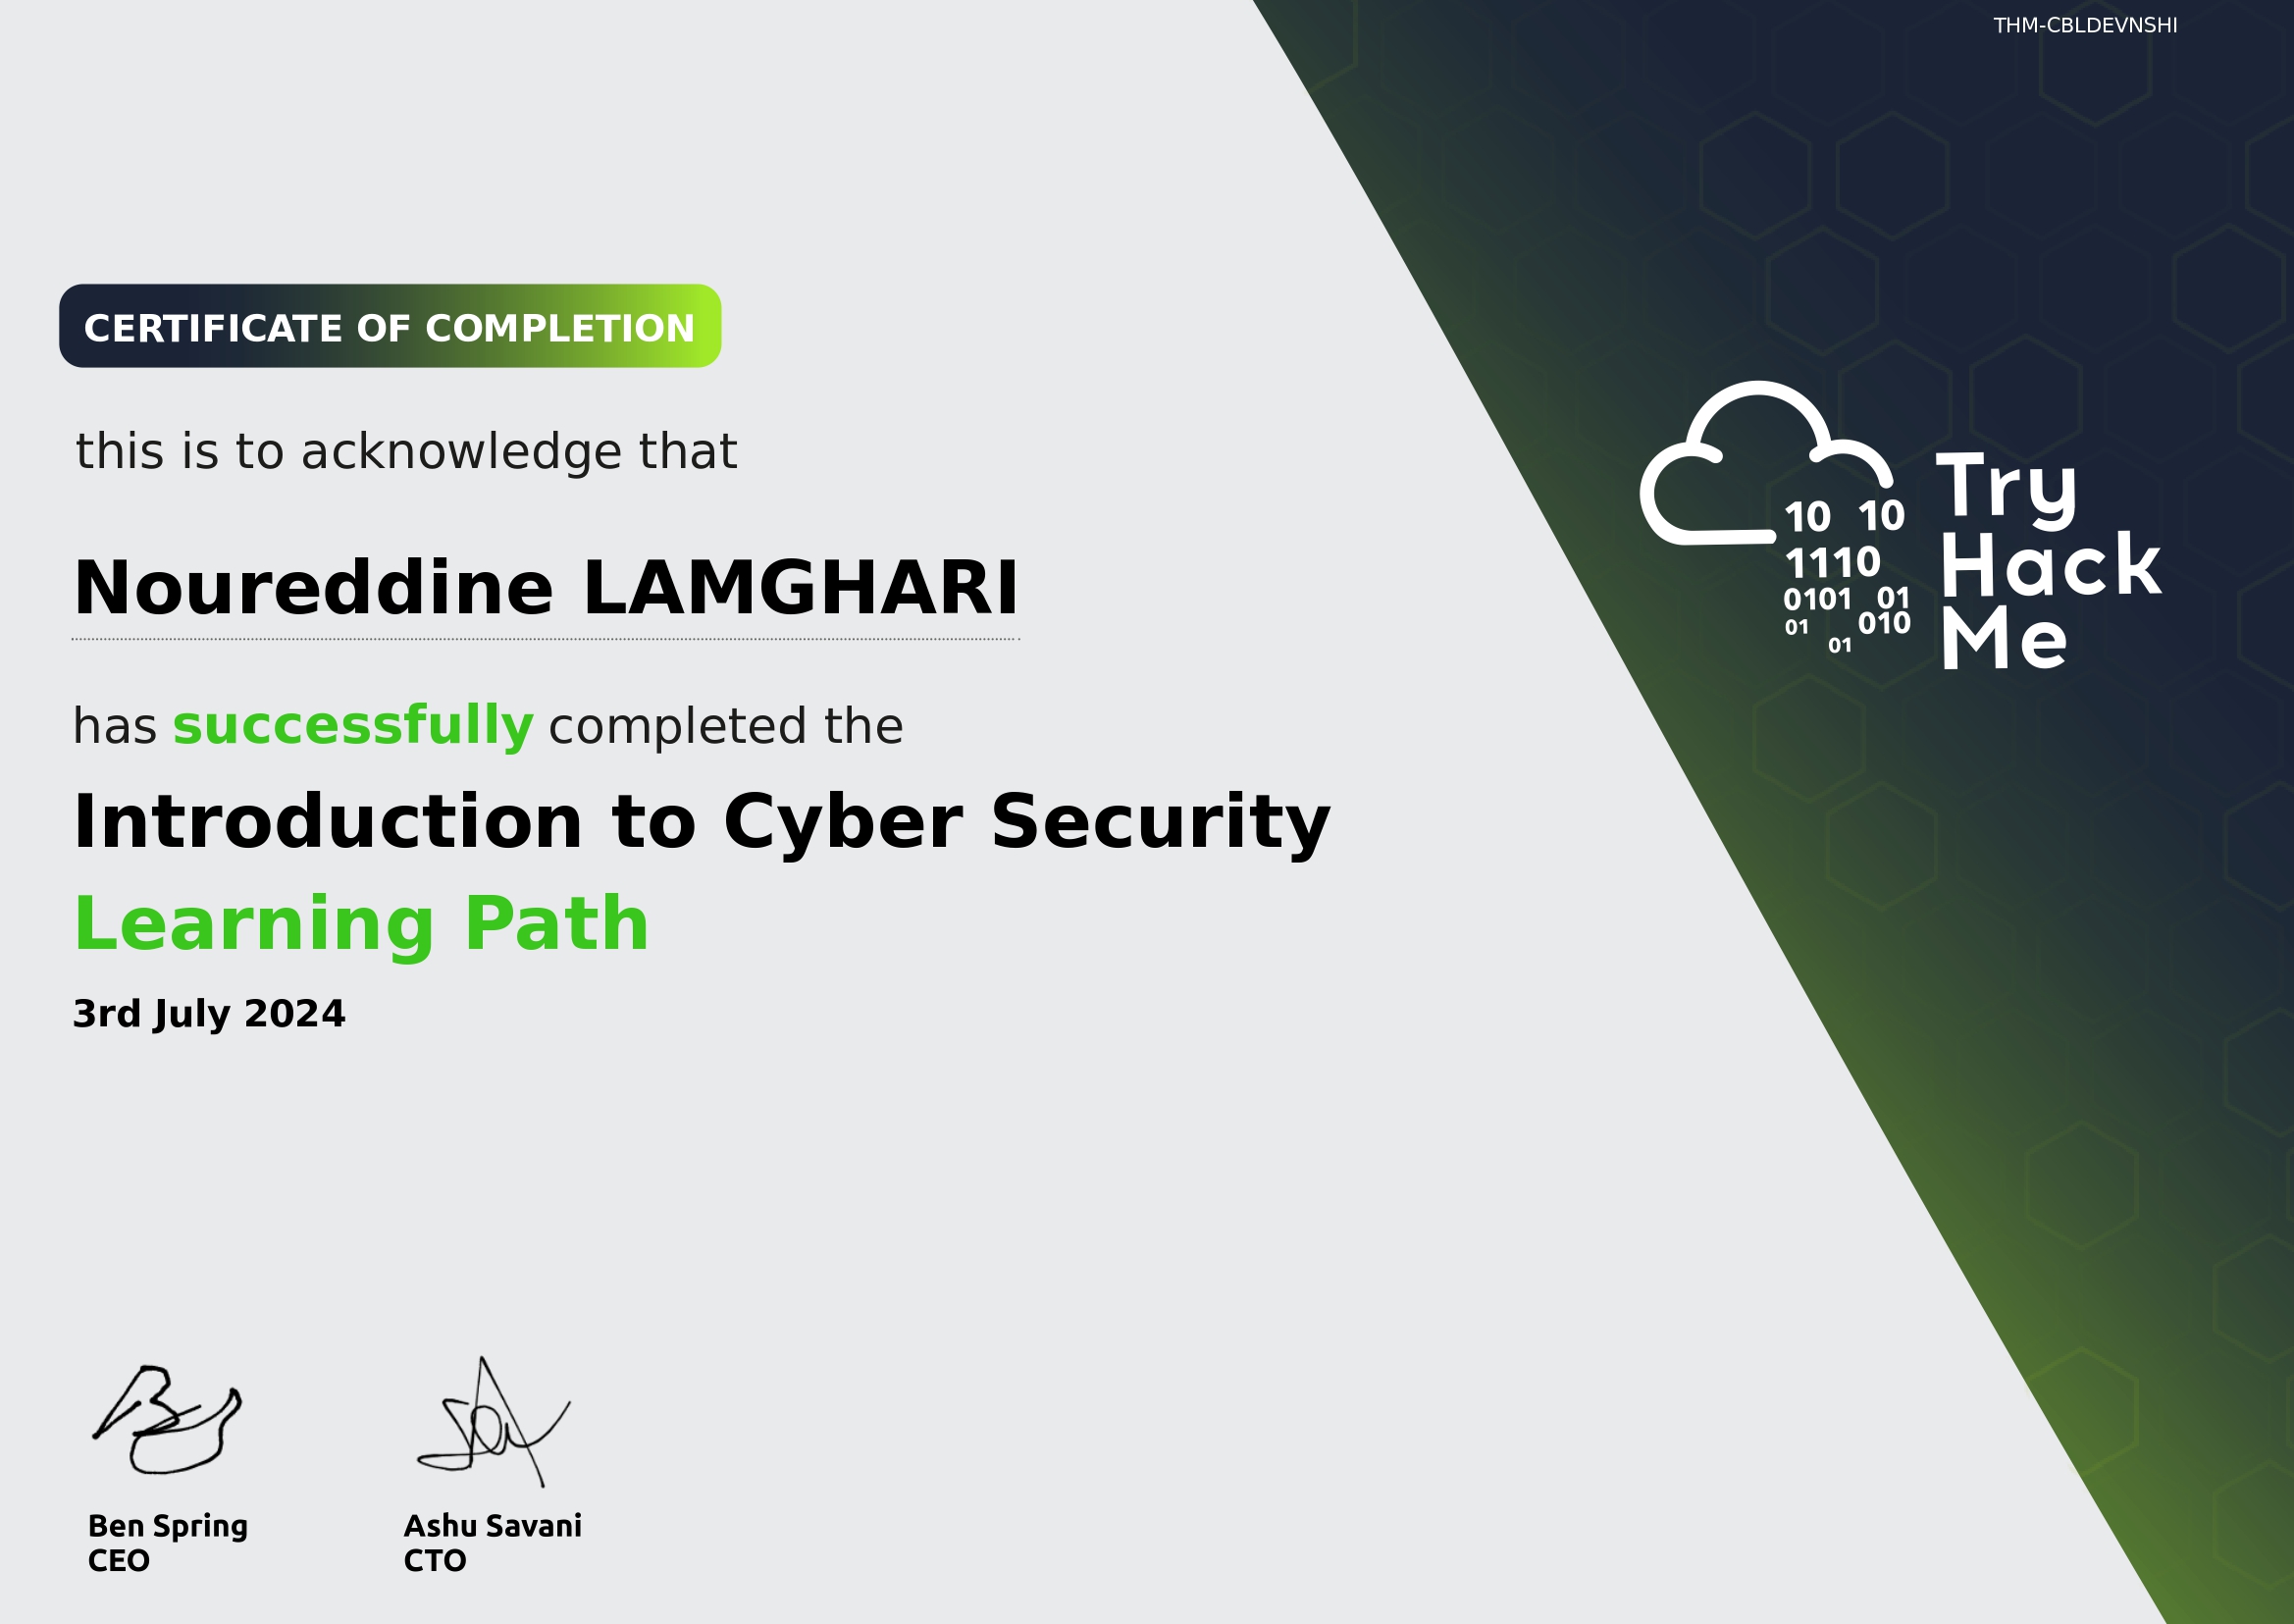 THM-CBLDEVNSHI
CERTIFICATE OF COMPLETION
this is to acknowledge that
Noureddine LAMGHARI
has successfully completed the
Introduction to Cyber Security
Learning Path
3rd July 2024
10 10
1110
0101 01
01 010
01
Try
Hack
Me
Ben Spring
CEO
Ashu Savani
CTO